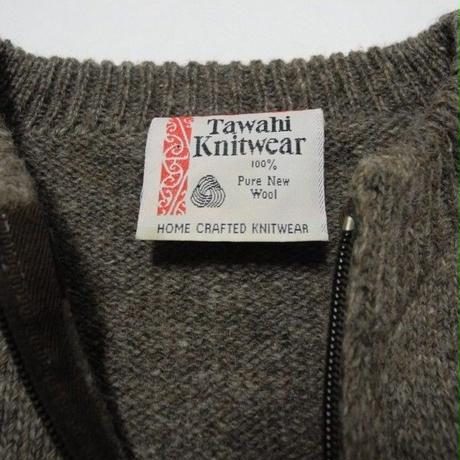 Tawahi
Knitwear
100%
Pure New
Wool
HOME CRAFTED KNITWEAR